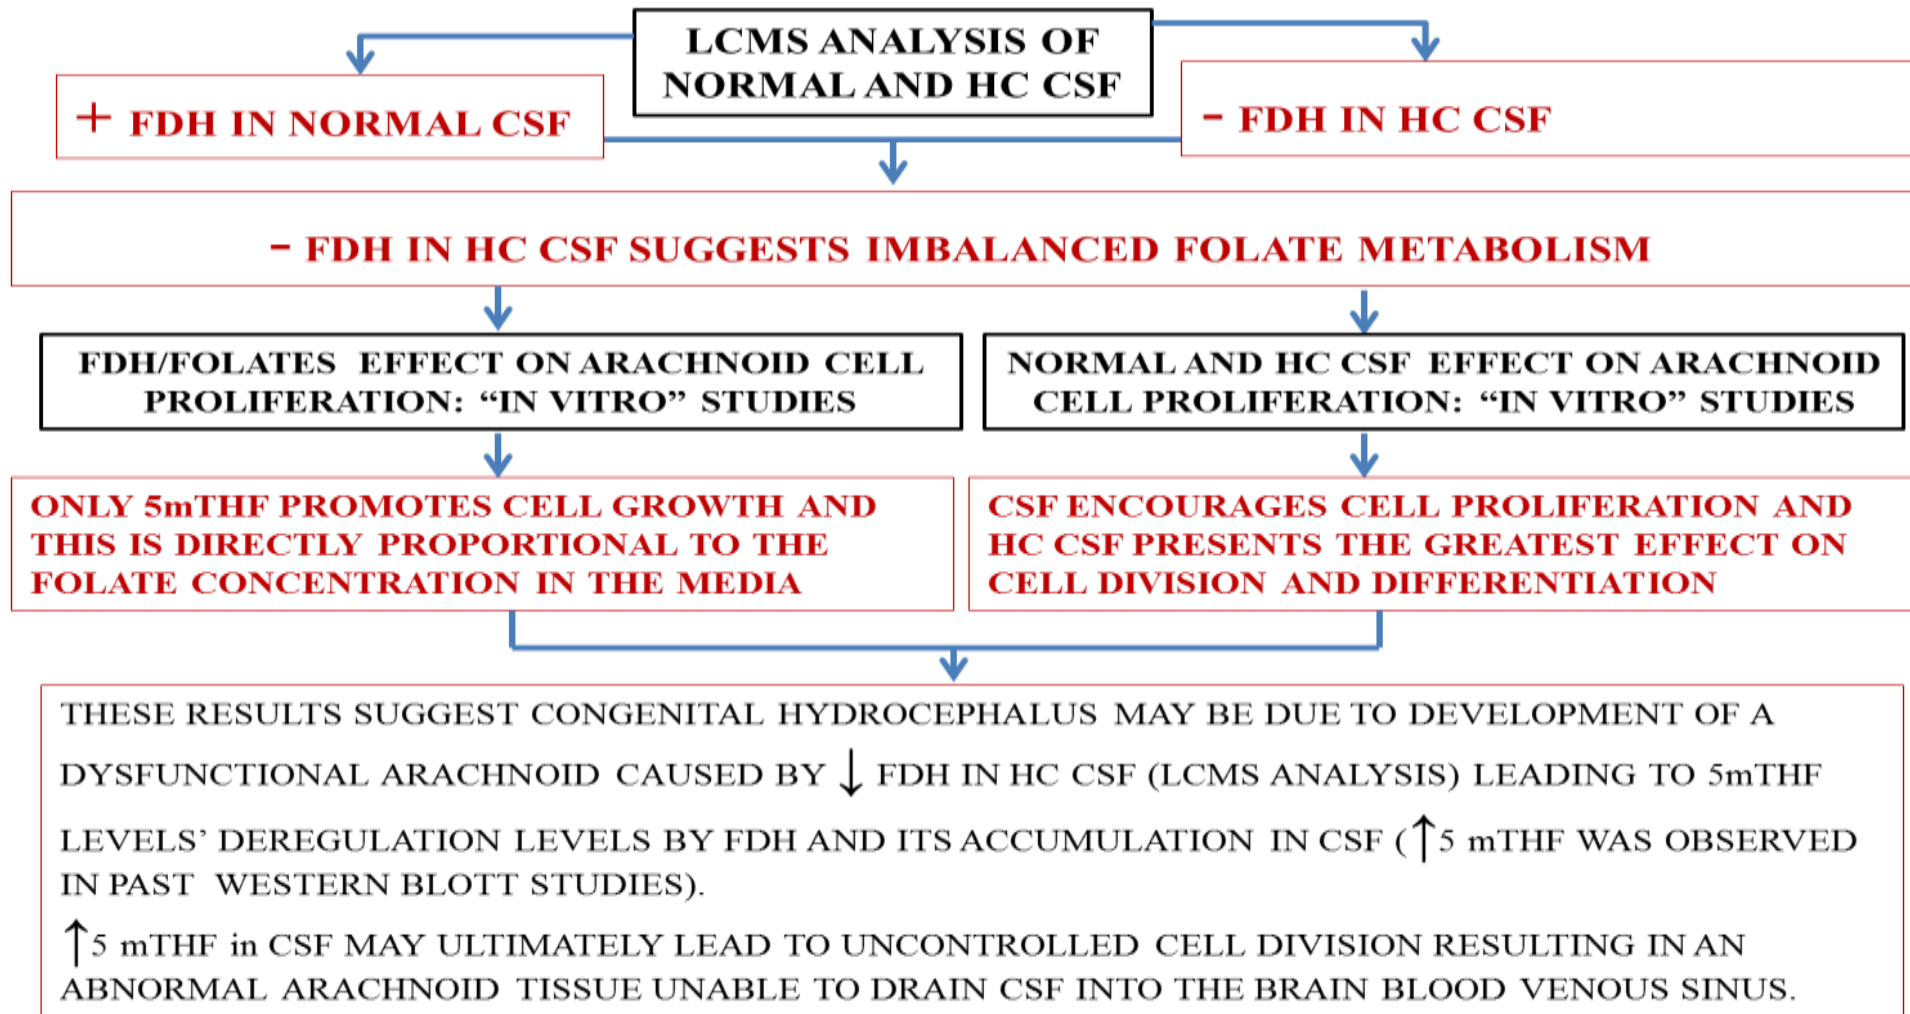 LCMS ANALYSIS OF
NORMAL AND HC CSF
+ FDH IN NORMAL CSF
- FDH IN HC CSF
- FDH IN HC CSF SUGGESTS IMBALANCED FOLATE METABOLISM
FDH/FOLATES EFFECT ON ARACHNOID CELL
PROLIFERATION: “IN VITRO” STUDIES
NORMAL AND HC CSF EFFECT ON ARACHNOID
CELL PROLIFERATION: “IN VITRO” STUDIES
ONLY 5mTHF PROMOTES CELL GROWTH AND
THIS IS DIRECTLY PROPORTIONAL TO THE
FOLATE CONCENTRATION IN THE MEDIA
CSF ENCOURAGES CELL PROLIFERATION AND
HC CSF PRESENTS THE GREATEST EFFECT ON
CELL DIVISION AND DIFFERENTIATION
THESE RESULTS SUGGEST CONGENITAL HYDROCEPHALUS MAY BE DUE TO DEVELOPMENT OF A
DYSFUNCTIONAL ARACHNOID CAUSED BY ↓ FDH IN HC CSF (LCMS ANALYSIS) LEADING TO 5mTHF
LEVELS’ DEREGULATION LEVELS BY FDH AND ITS ACCUMULATION IN CSF (↑5 mTHF WAS OBSERVED
IN PAST WESTERN BLOTT STUDIES).
↑5 mTHF in CSF MAY ULTIMATELY LEAD TO UNCONTROLLED CELL DIVISION RESULTING IN AN
ABNORMAL ARACHNOID TISSUE UNABLE TO DRAIN CSF INTO THE BRAIN BLOOD VENOUS SINUS.